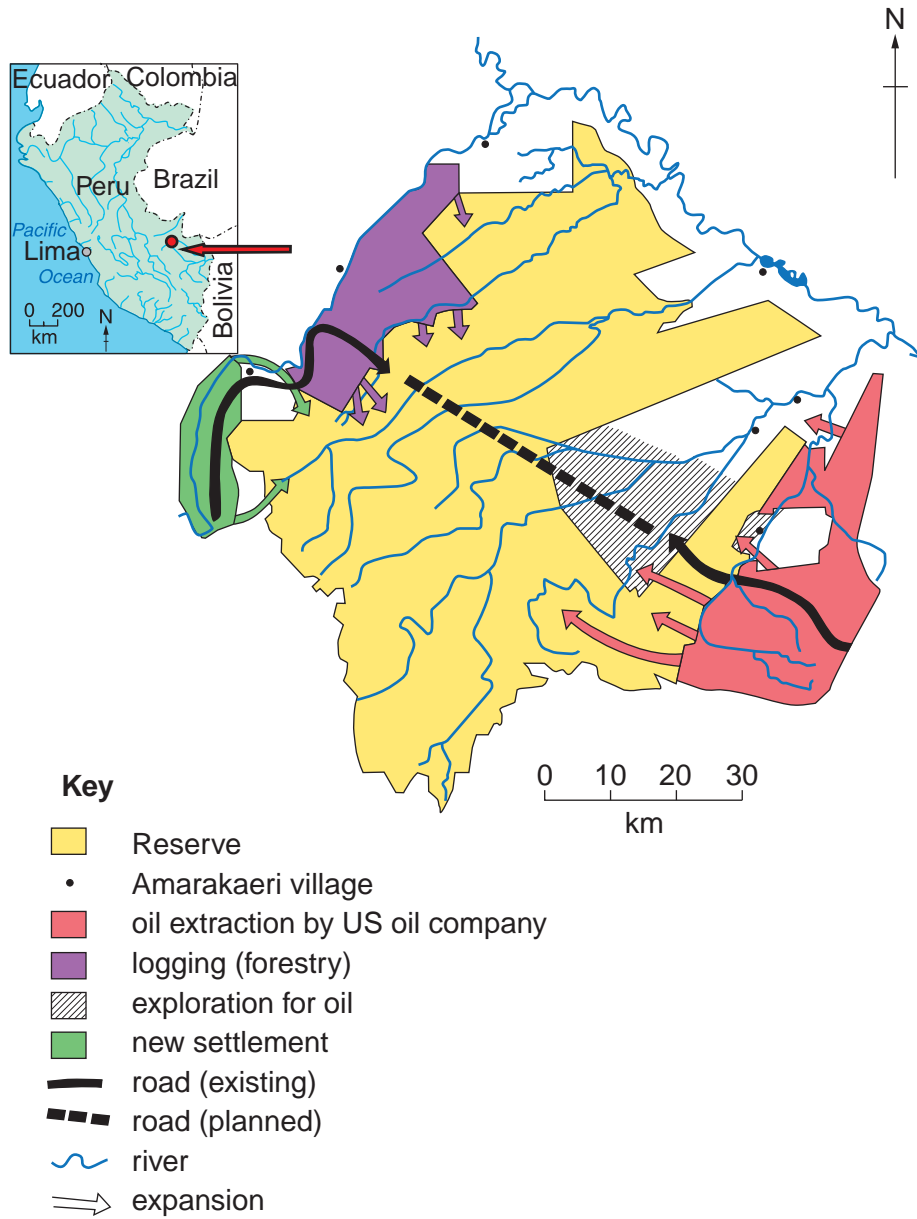 N
Ecuador
Colombia
Peru
Brazil
Pacific
Lima
Ocean
Bolivia
0 200
km
N
0 10 20 30
km
Key
Reserve
Amarakaeri village
oil extraction by US oil company
logging (forestry)
exploration for oil
new settlement
road (existing)
road (planned)
river
expansion